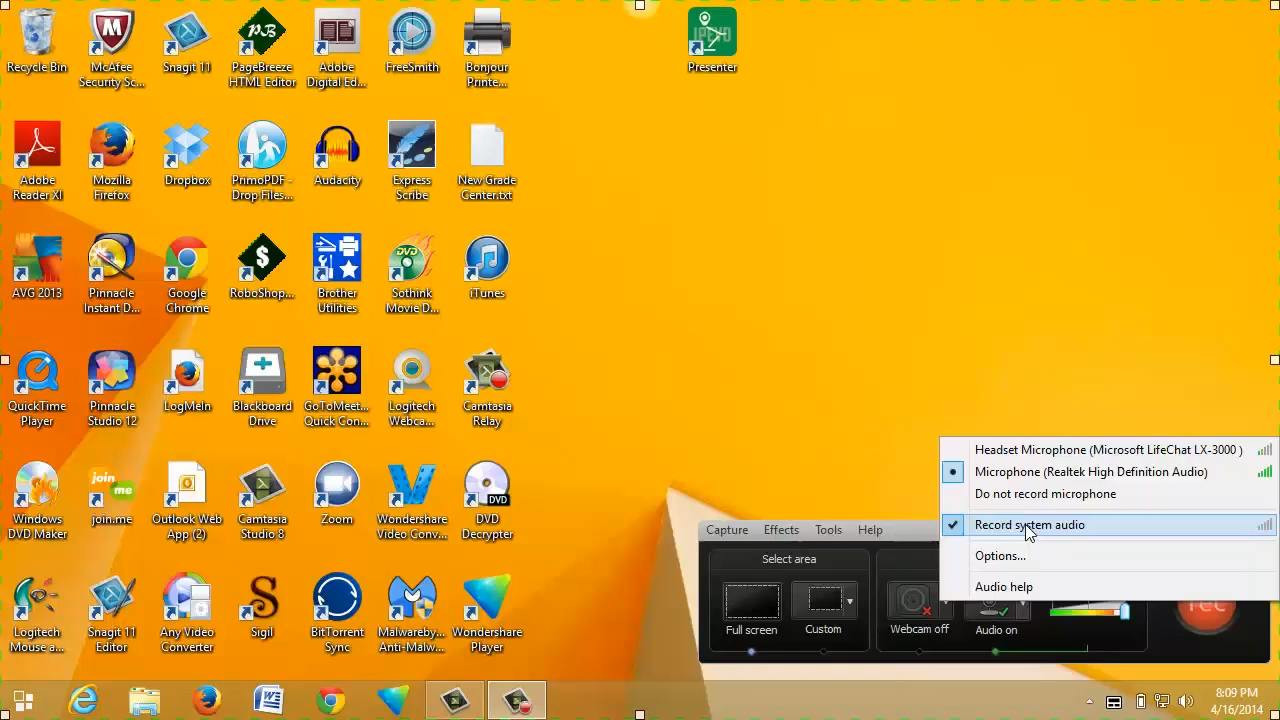 Recycle Bin
McAfee
Security Sc...
Snagit 11
PageBreeze
HTML Editor
Adobe
Digital Ed...
FreeSmith
Bonjour
Printe...
Presenter
Adobe
Reader XI
Mozilla
Firefox
Dropbox
PrimoPDF -
Drop Files...
Audacity
Express
Scribe
New Grade
Center.txt
AVG 2013
Pinnacle
Instant D...
Google
Chrome
RoboShop...
Brother
Utilities
DVD
Sothink
Movie D...
iTunes
QuickTime
Player
Pinnacle
Studio 12
LogMeIn
Blackboard
Drive
GoToMeet...
Quick Con...
Logitech
Webca...
Camtasia
Relay
Windows
DVD Maker
join
me
join.me
Outlook Web
App (2)
Camtasia
Studio 8
Zoom
Wondershare
Video Conv...
DVD
DVD
Decrypter
Logitech
Mouse a...
Snagit 11
Editor
Any Video
Converter
Sigil
BitTorrent
Sync
Malwareby...
Anti-Malw...
Wondershare
Player
Headset Microphone (Microsoft LifeChat LX-3000 )
Microphone (Realtek High Definition Audio)
Do not record microphone
Record system audio
Options...
Audio help
Capture Effects Tools Help
Select area
Full screen
Custom
Webcam off
Audio on
rec
8:09 PM
4/16/2014